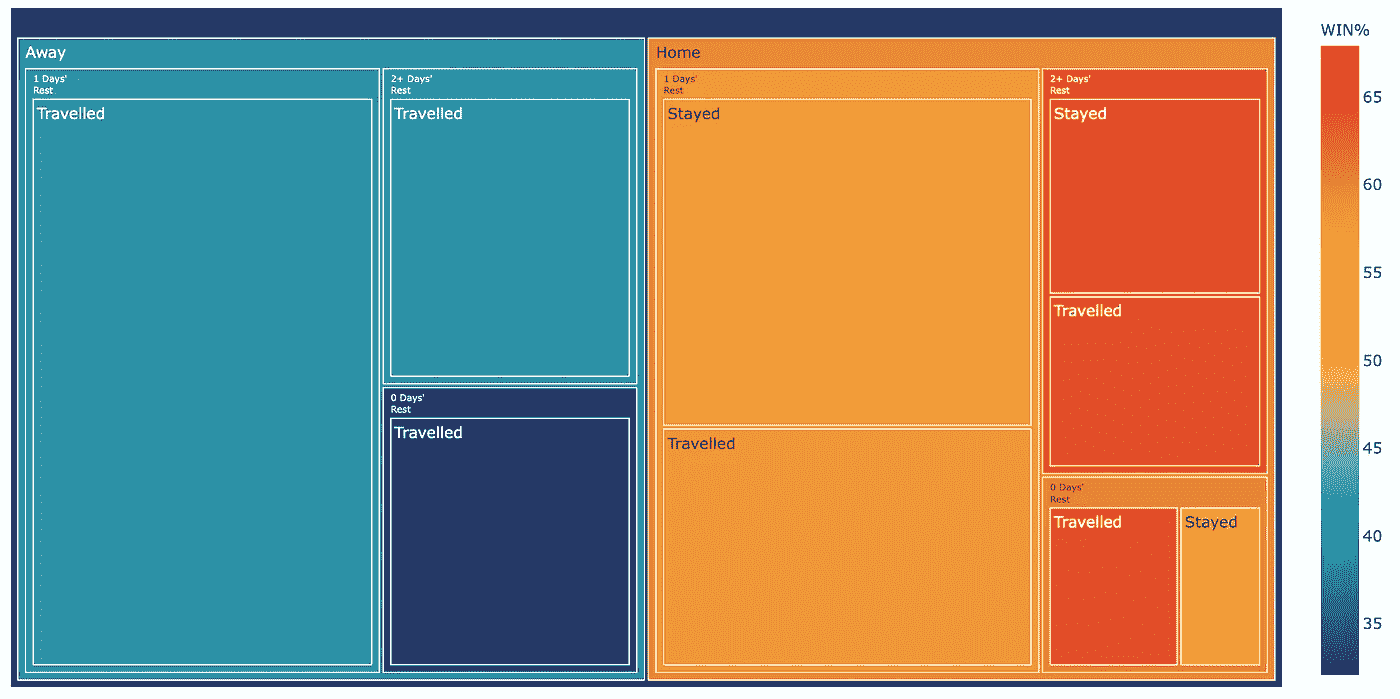 WIN%
Away
1 Days'
Rest
Travelled
2+ Days'
Rest
Travelled
0 Days'
Rest
Travelled
Home
1 Days'
Rest
Stayed
Travelled
2+ Days'
Rest
Stayed
Travelled
0 Days'
Rest
Travelled
Stayed
65
60
55
50
45
40
35